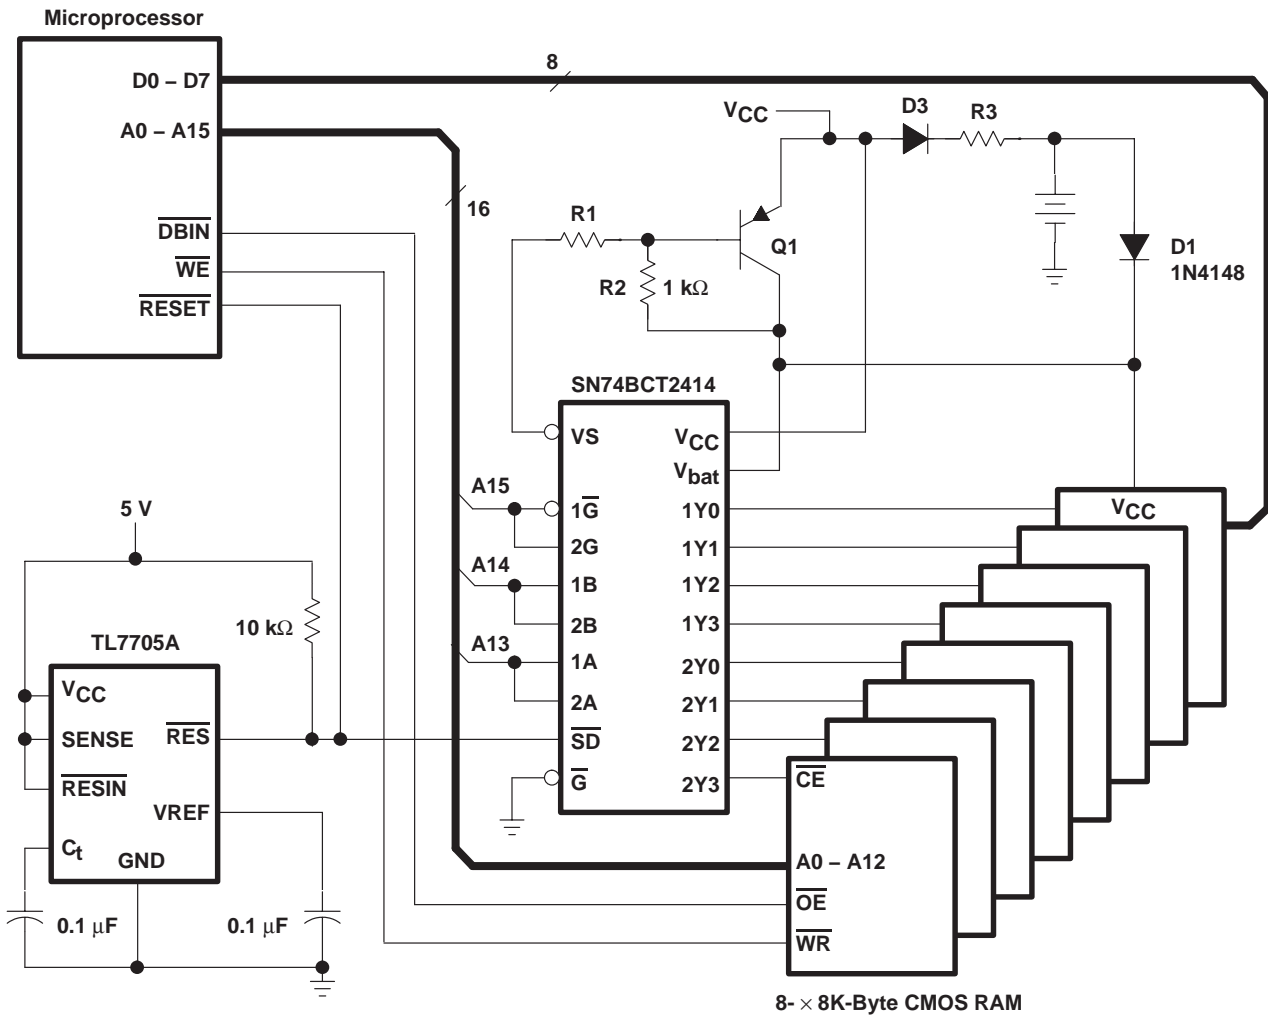 Microprocessor
D0 – D7
A0 – A15
DBIN
WE
RESET
8
16
VCC
D3
R3
R1
Q1
R2
1 kΩ
D1
1N4148
SN74BCT2414
VS
VCC
Vbat
A15
1G
1Y0
VCC
2G
1Y1
A14
1B
1Y2
2B
1Y3
A13
1A
2Y0
2A
2Y1
SD
2Y2
G
2Y3
5 V
10 kΩ
TL7705A
VCC
SENSE
RES
RESIN
VREF
Ct
GND
0.1 μF
0.1 μF
CE
A0 – A12
OE
WR
8- × 8K-Byte CMOS RAM